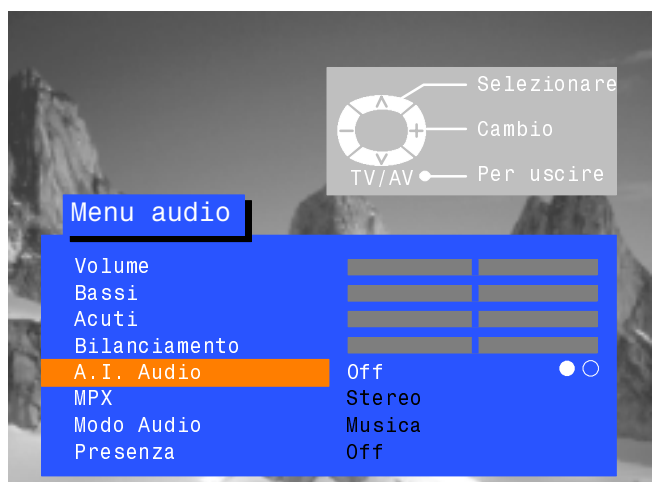 Selezionare
Cambio
TV/AV Per uscire
Menu audio
Volume
Bassi
Acuti
Bilanciamento
A.I. Audio Off
MPX Stereo
Modo Audio Musica
Presenza Off